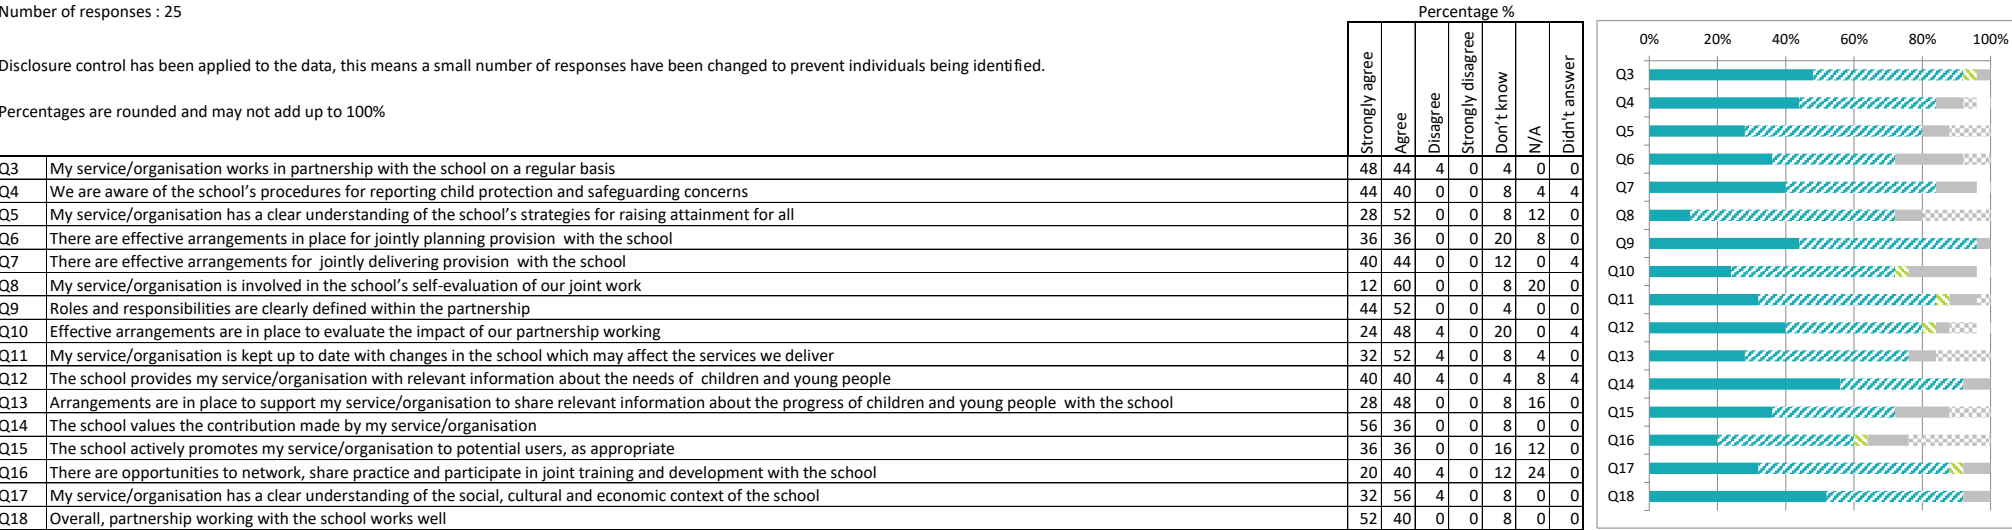 Number of responses : 25
Percentage %
Disclosure control has been applied to the data, this means a small number of responses have been changed to prevent individuals being identified.
Percentages are rounded and may not add up to 100%
Strongly agree
Agree
Disagree
Strongly disagree
Don't know
N/A
Didn't answer
Q3 My service/organisation works in partnership with the school on a regular basis 48 44 4 0 4 0 0
Q4 We are aware of the school's procedures for reporting child protection and safeguarding concerns 44 40 0 0 8 4 4
Q5 My service/organisation has a clear understanding of the school's strategies for raising attainment for all 28 52 0 0 8 12 0
Q6 There are effective arrangements in place for jointly planning provision with the school 36 36 0 0 20 8 0
Q7 There are effective arrangements for jointly delivering provision with the school 40 44 0 0 12 0 4
Q8 My service/organisation is involved in the school's self-evaluation of our joint work 12 60 0 0 8 20 0
Q9 Roles and responsibilities are clearly defined within the partnership 44 52 0 0 4 0 0
Q10 Effective arrangements are in place to evaluate the impact of our partnership working 24 48 4 0 20 0 4
Q11 My service/organisation is kept up to date with changes in the school which may affect the services we deliver 32 52 4 0 8 4 0
Q12 The school provides my service/organisation with relevant information about the needs of children and young people 40 40 4 0 4 8 4
Q13 Arrangements are in place to support my service/organisation to share relevant information about the progress of children and young people with the school 28 48 0 0 8 16 0
Q14 The school values the contribution made by my service/organisation 56 36 0 0 8 0 0
Q15 The school actively promotes my service/organisation to potential users, as appropriate 36 36 0 0 16 12 0
Q16 There are opportunities to network, share practice and participate in joint training and development with the school 20 40 4 0 12 24 0
Q17 My service/organisation has a clear understanding of the social, cultural and economic context of the school 32 56 4 0 8 0 0
Q18 Overall, partnership working with the school works well 52 40 0 0 8 0 0
0% 20% 40% 60% 80% 100%
Q3
Q4
Q5
Q6
Q7
Q8
Q9
Q10
Q11
Q12
Q13
Q14
Q15
Q16
Q17
Q18